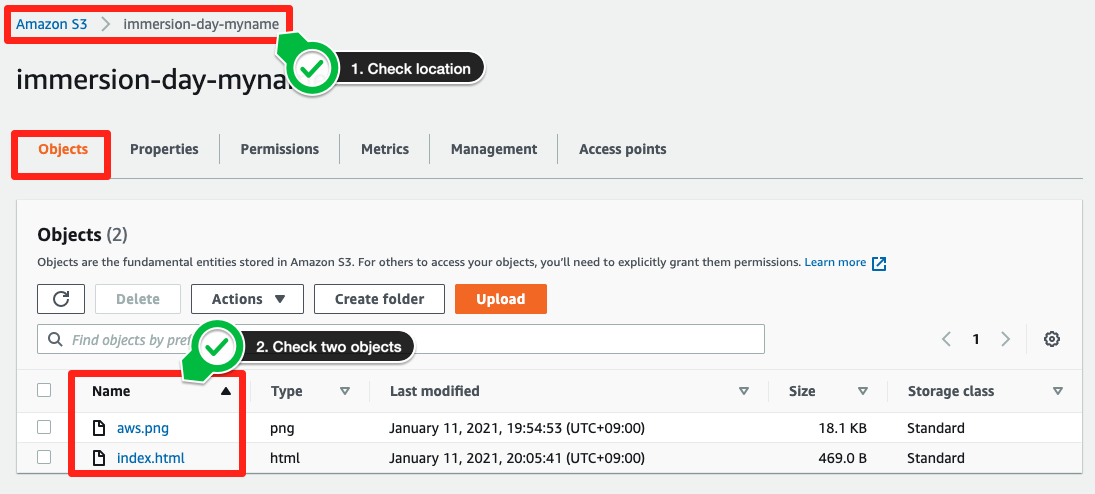 Amazon S3 > immersion-day-myname
1. Check location
immersion-day-myna
Objects Properties Permissions Metrics Management Access points
Objects (2)
Objects are the fundamental entities stored in Amazon S3. For others to access your objects, you'll need to explicitly grant them permissions. Learn more
Delete Actions Create folder Upload
Find objects by pref
2. Check two objects
1
Name Type Last modified Size Storage class
aws.png png January 11, 2021, 19:54:53 (UTC+09:00) 18.1 KB Standard
index.html html January 11, 2021, 20:05:41 (UTC+09:00) 469.0 B Standard